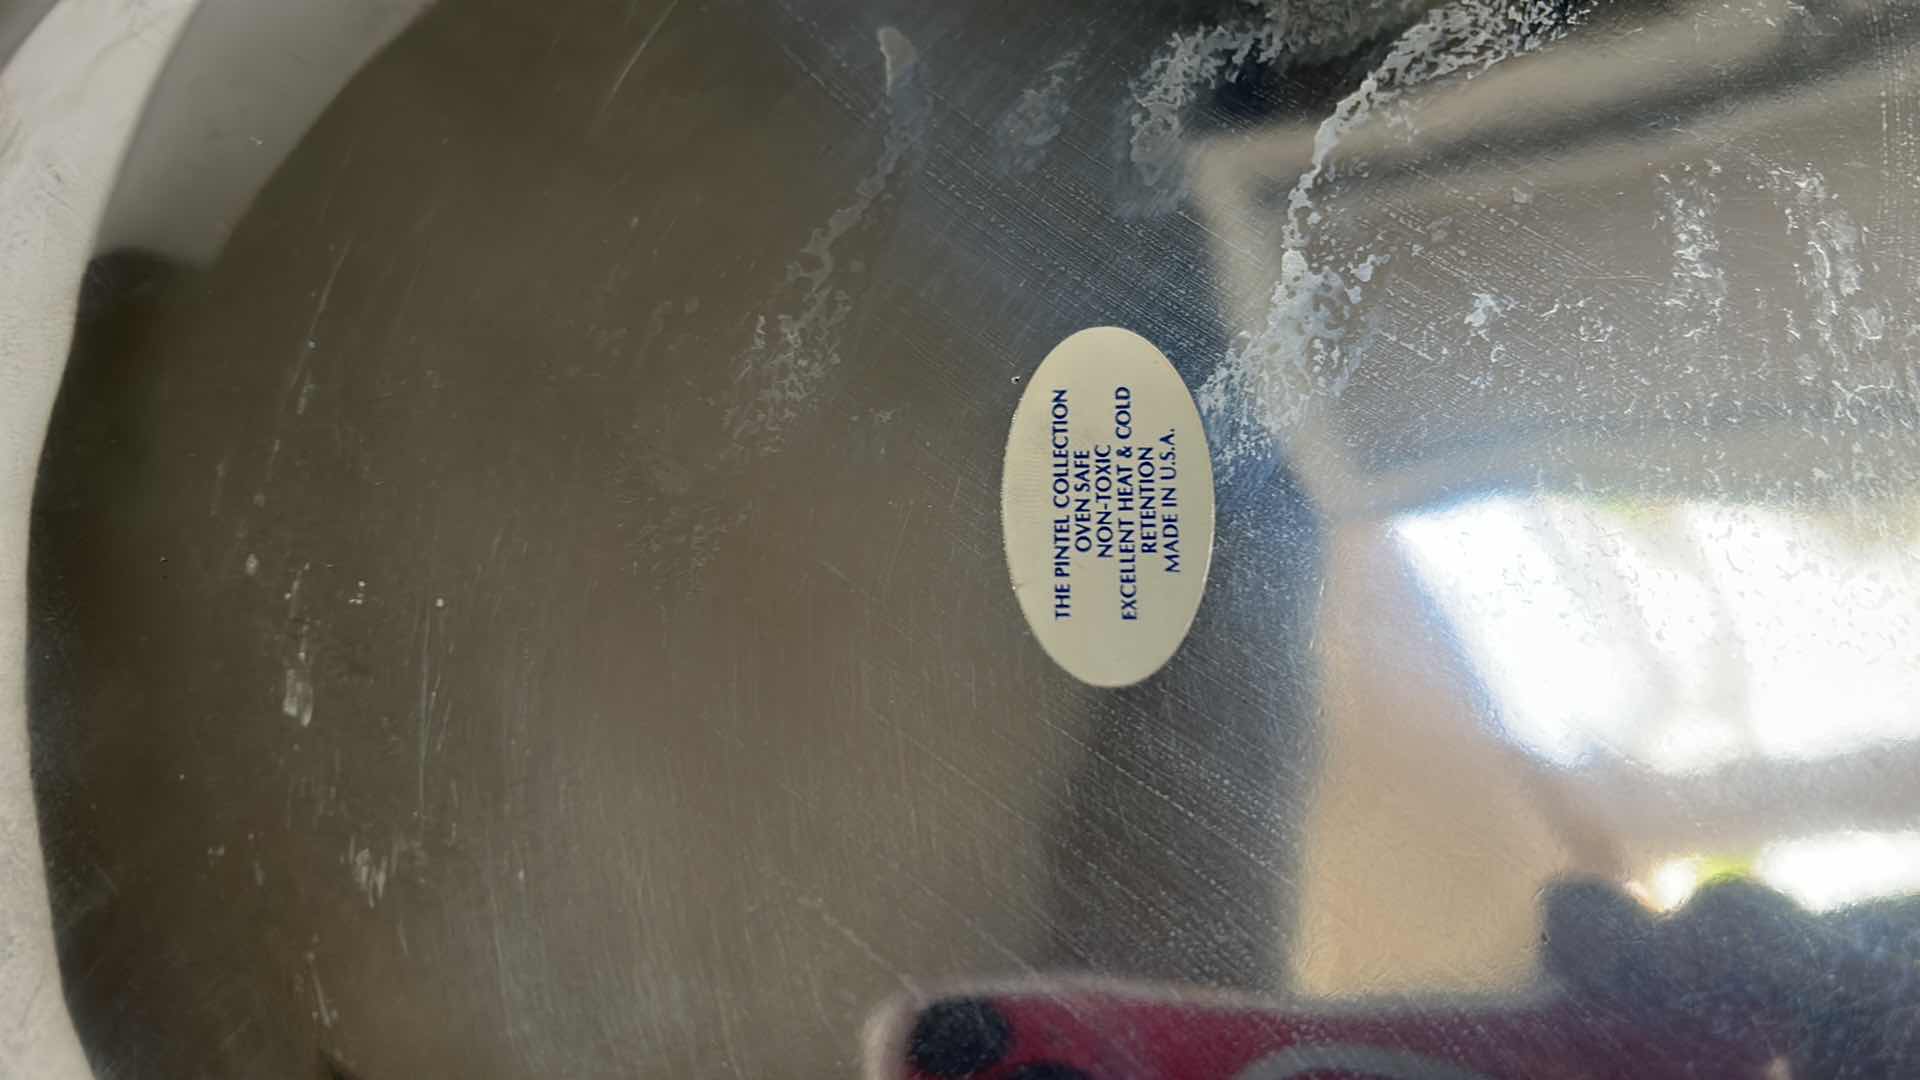 THE PINTEL COLLECTION
OVEN SAFE
NON-TOXIC
EXCELLENT HEAT & COLD
RETENTION
MADE IN U.S.A.